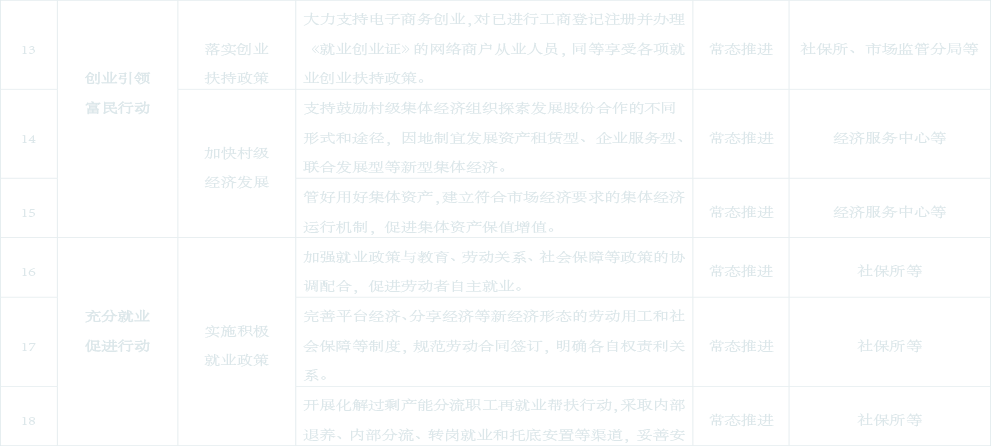 13
创业引领
富民行动
落实创业
扶持政策
大力支持电子商务创业,对已进行工商登记注册并办理
《就业创业证》的网络商户从业人员,同等享受各项就
业创业扶持政策。
常态推进
社保所、市场监管分局等
14
加快村级
经济发展
支持鼓励村级集体经济组织探索发展股份合作的不同
形式和途径,因地制宜发展资产租赁型、企业服务型、
联合发展型等新型集体经济。
常态推进
经济服务中心等
15
管好用好集体资产,建立符合市场经济要求的集体经济
运行机制,促进集体资产保值增值。
常态推进
经济服务中心等
16
充分就业
促进行动
实施积极
就业政策
加强就业政策与教育、劳动关系、社会保障等政策的协
调配合,促进劳动者自主就业。
常态推进
社保所等
17
完善平台经济、分享经济等新经济形态的劳动用工和社
会保障等制度,规范劳动合同签订,明确各自权责利关
系。
常态推进
社保所等
18
开展化解过剩产能分流职工再就业帮扶行动,采取内部
退养、内部分流、转岗就业和托底安置等渠道,妥善安
常态推进
社保所等